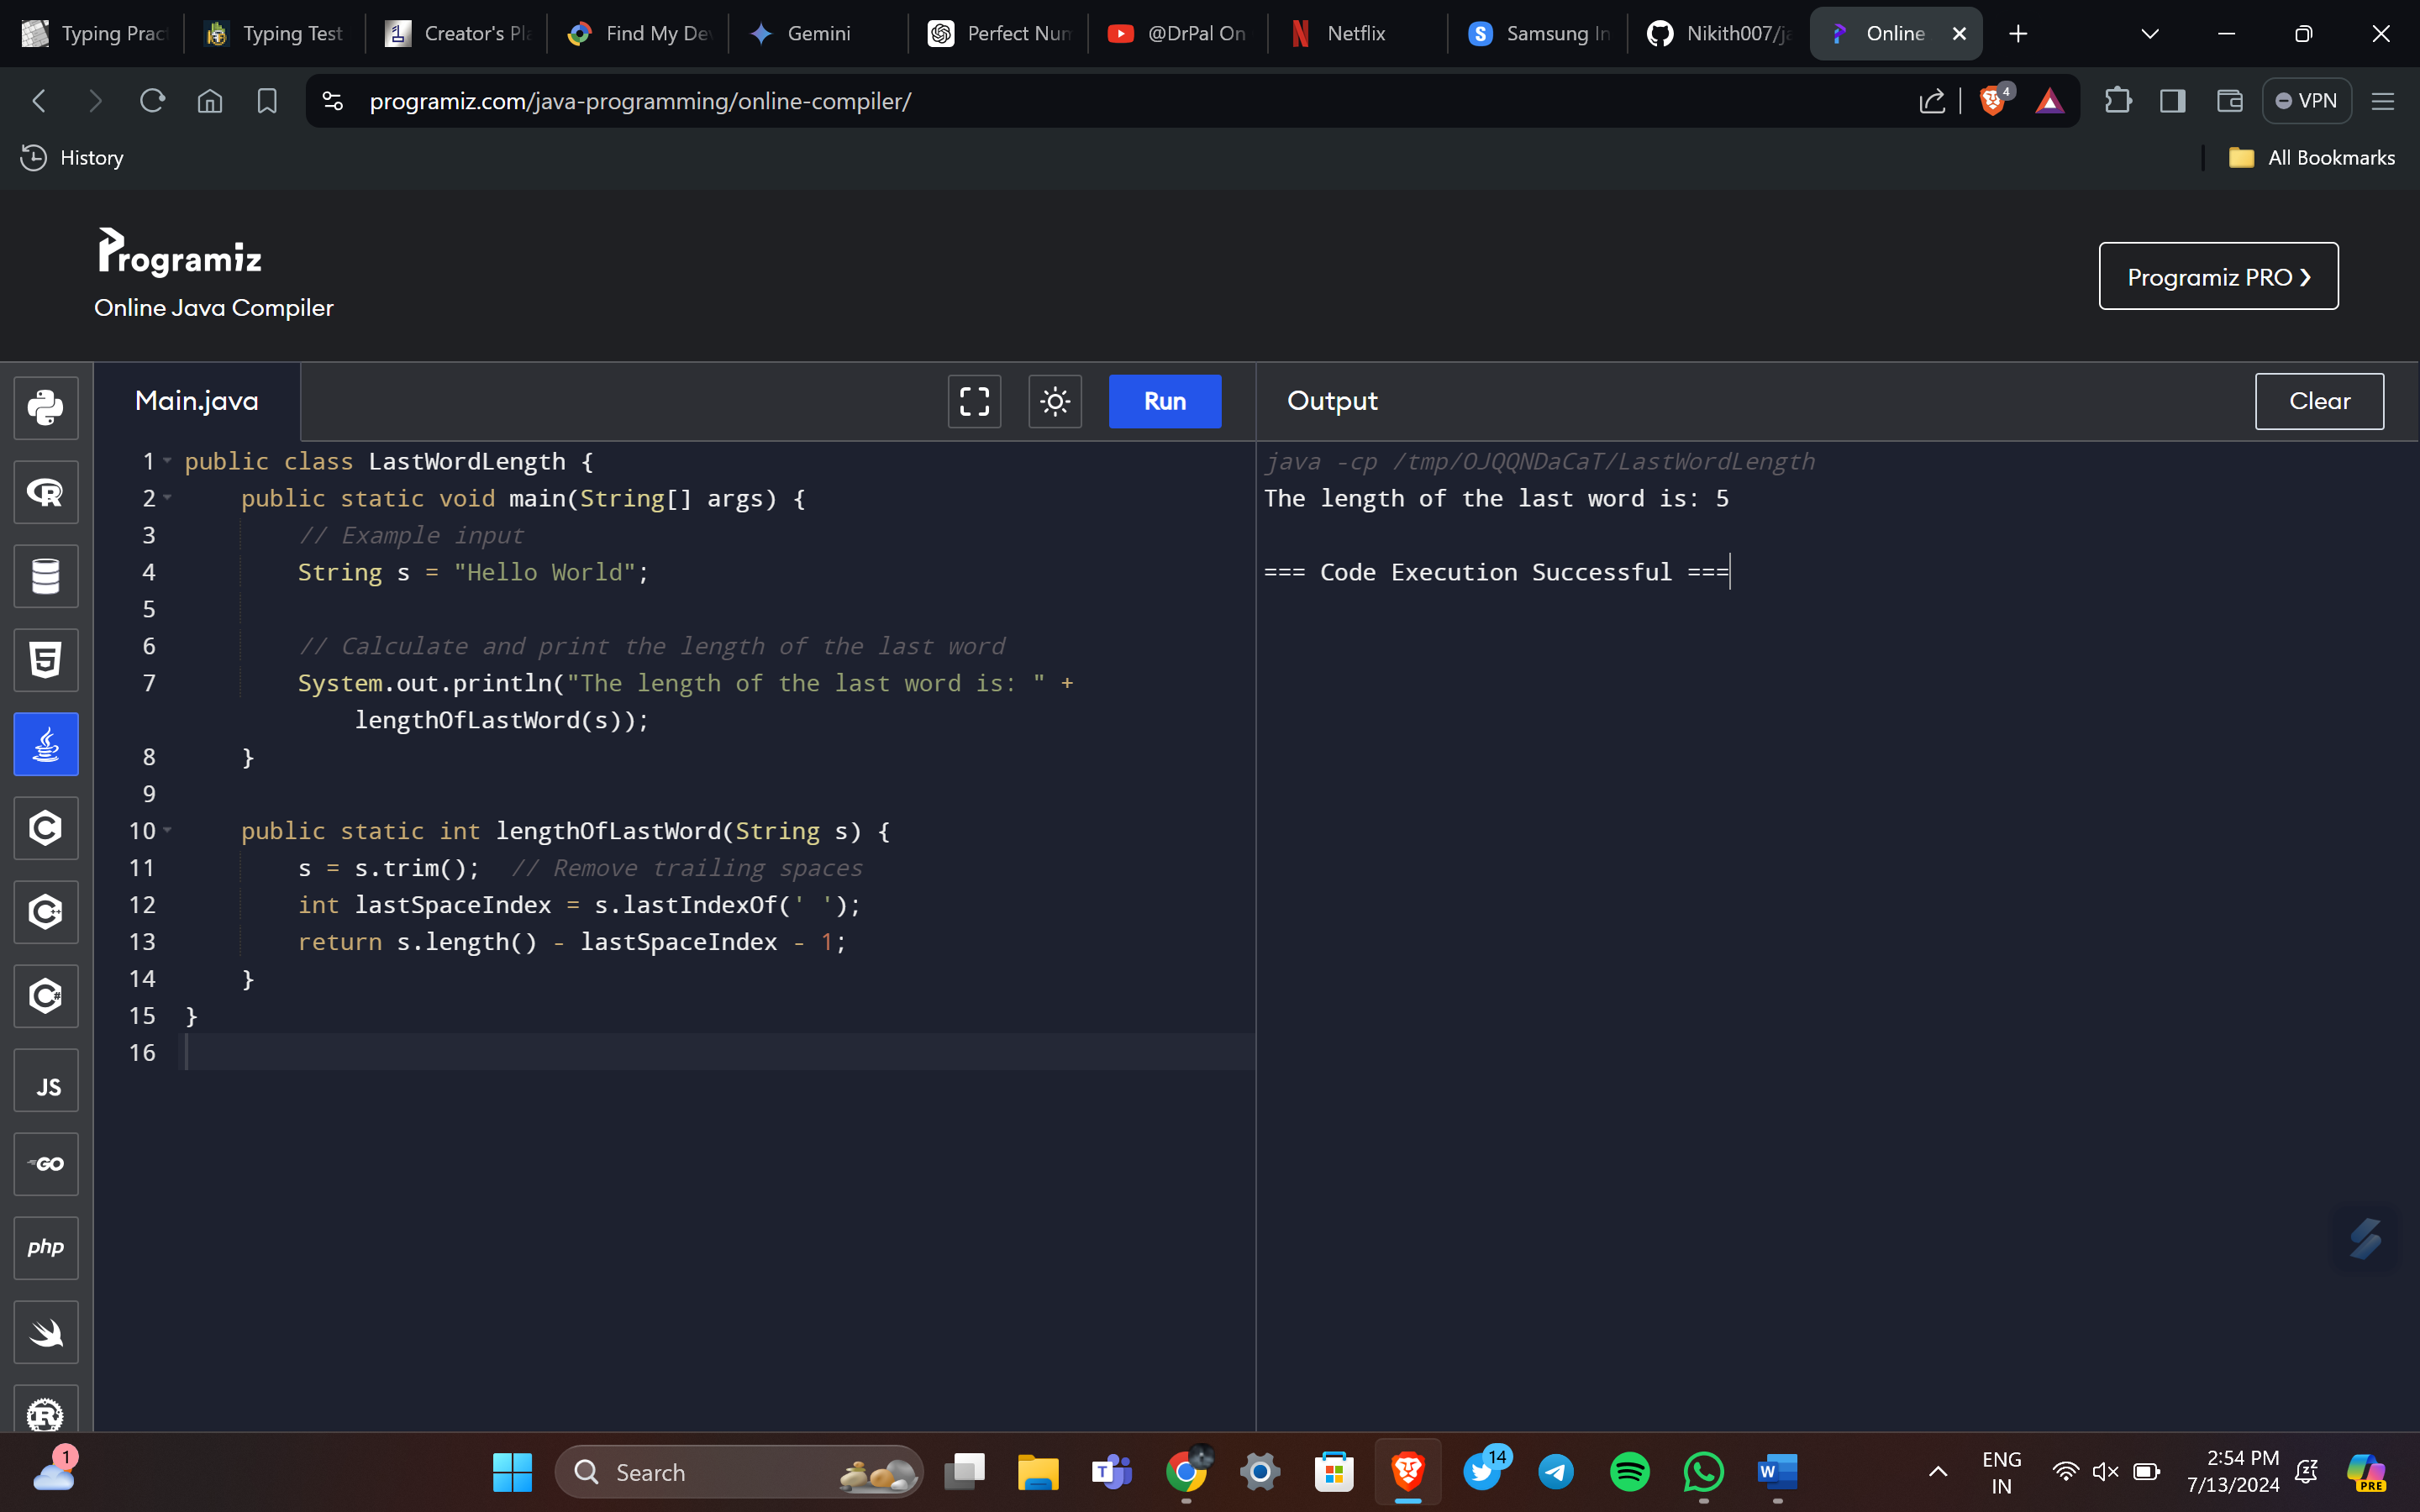 Typing Prac
Typing Test
Creator's Pl
Find My De
Gemini
Perfect Num
@DrPal On
Netflix
Samsung In
Nikith007/ja
Online
programiz.com/java-programming/online-compiler/
4
VPN
History
All Bookmarks
Programiz
Online Java Compiler
Programiz PRO
Main.java
Run
Output
Clear
1 public class LastWordLength {
2 public static void main(String[] args) {
3 // Example input
4 String s = "Hello World";
5
6 // Calculate and print the length of the last word
7 System.out.println("The length of the last word is: " +
lengthOfLastWord(s));
8 }
9
10 public static int lengthOfLastWord(String s) {
11 s = s.trim();  // Remove trailing spaces
12 int lastSpaceIndex = s.lastIndexOf(' ');
13 return s.length() - lastSpaceIndex - 1;
14 }
15 }
16
java -cp /tmp/OJQQNDaCaT/LastWordLength
The length of the last word is: 5
=== Code Execution Successful ===
JS
GO
php
1
Search
14
ENG
IN
2:54 PM
7/13/2024
PRE